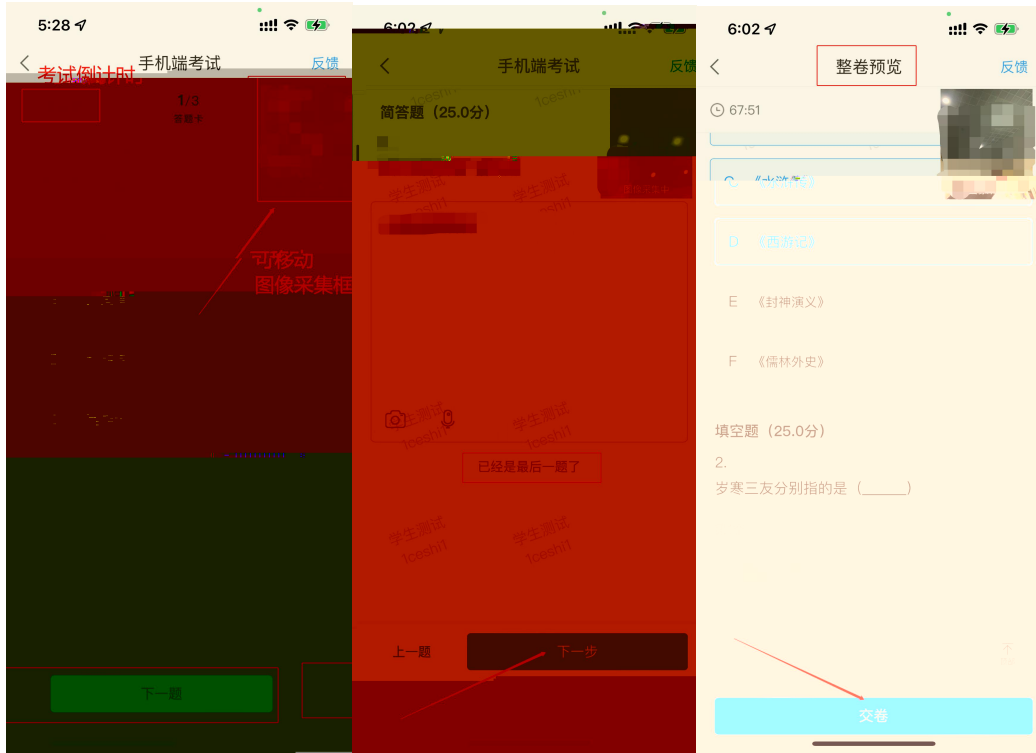 5:28
手机端考试
反馈
考试倒计时
1/3
答题卡
可移动
图像采集框
下一题
6:02
手机端考试
反馈
简答题（25.0分）
学生测试
1ceshi1
学生测试
1ceshi1
学生测试
1ceshi1
已经是最后一题了
学生测试
1ceshi1
学生测试
1ceshi1
上一题
下一步
6:02
整卷预览
反馈
67:51
C 《水浒传》
D 《西游记》
E 《封神演义》
F 《儒林外史》
填空题（25.0分）
2.
岁寒三友分别指的是（______）
交卷